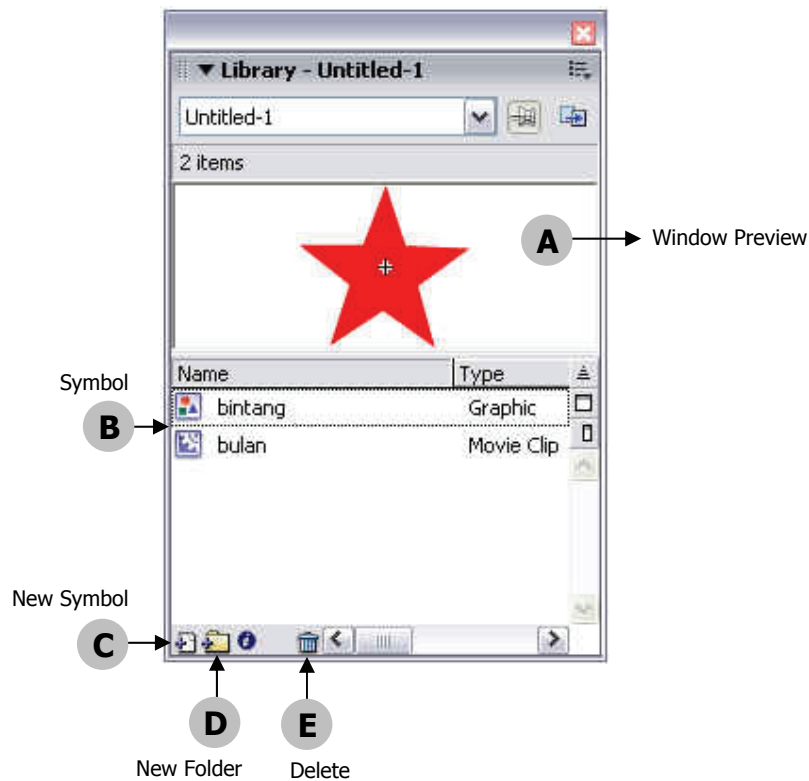 Library - Untitled-1
Untitled-1
2 items
A
Window Preview
Name Type
Symbol
B
bintang Graphic
bulan Movie Clip
New Symbol
C
D
E
New Folder
Delete